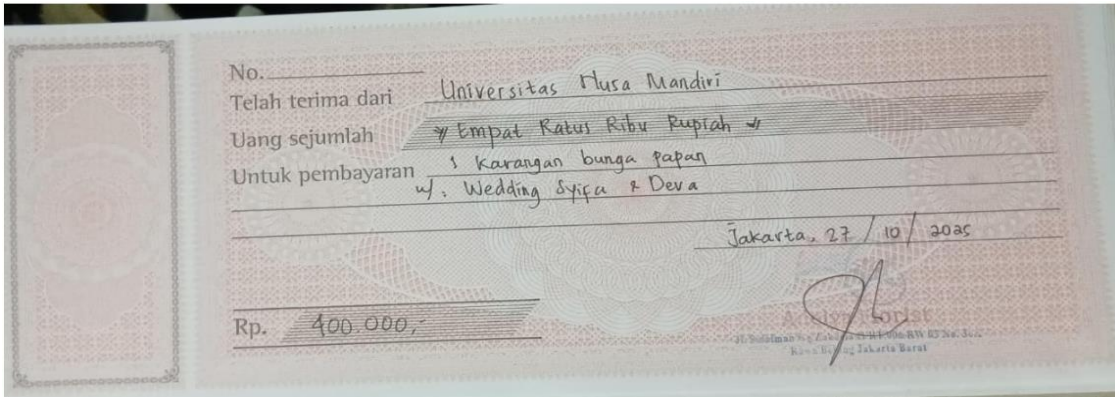 No.
Telah terima dari Universitas Nusa Mandiri
Uang sejumlah // Empat Ratus Ribu Rupiah //
Untuk pembayaran 1 Karangan bunga papan
u/. Wedding Syifa & Deva
Jakarta, 27 / 10 / 2025
Rp. 400.000,-
Florist
Jakarta Barat